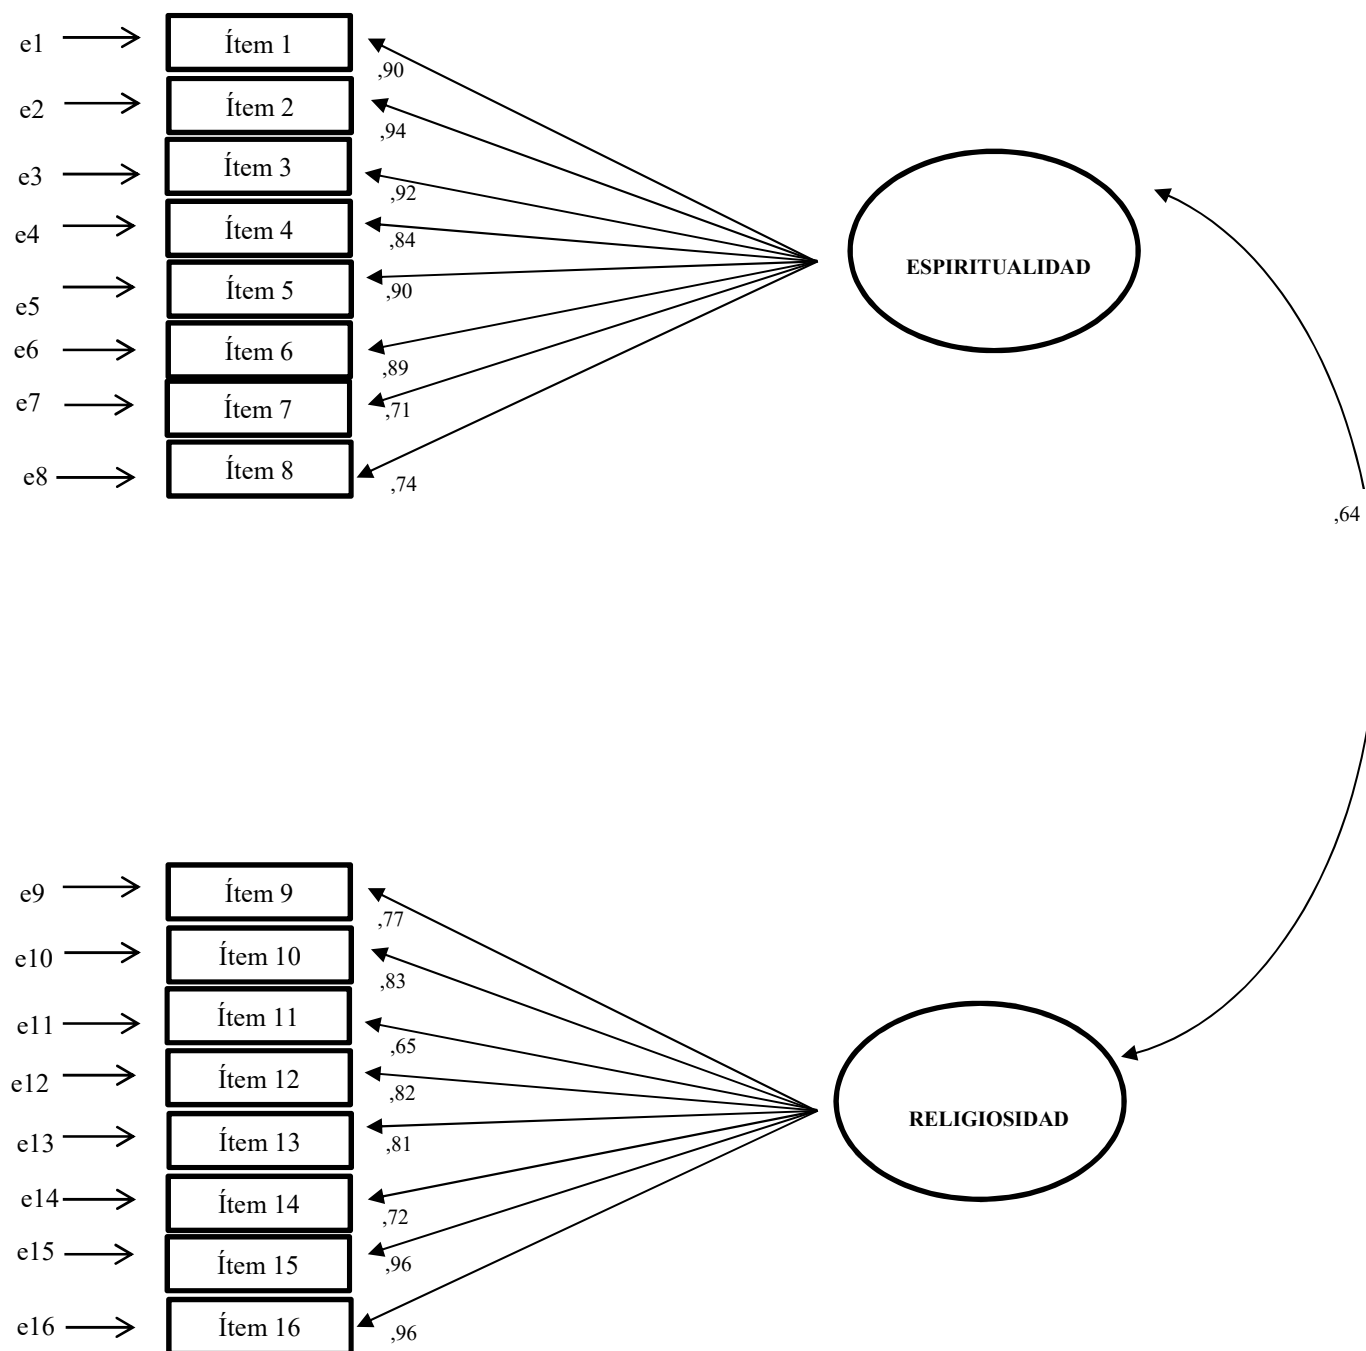 e1
Ítem 1
,90
e2
Ítem 2
,94
e3
Ítem 3
,92
e4
Ítem 4
,84
e5
Ítem 5
,90
e6
Ítem 6
,89
e7
Ítem 7
,71
e8
Ítem 8
,74
ESPIRITUALIDAD
,64
e9
Ítem 9
,77
e10
Ítem 10
,83
e11
Ítem 11
,65
e12
Ítem 12
,82
e13
Ítem 13
,81
e14
Ítem 14
,72
e15
Ítem 15
,96
e16
Ítem 16
,96
RELIGIOSIDAD